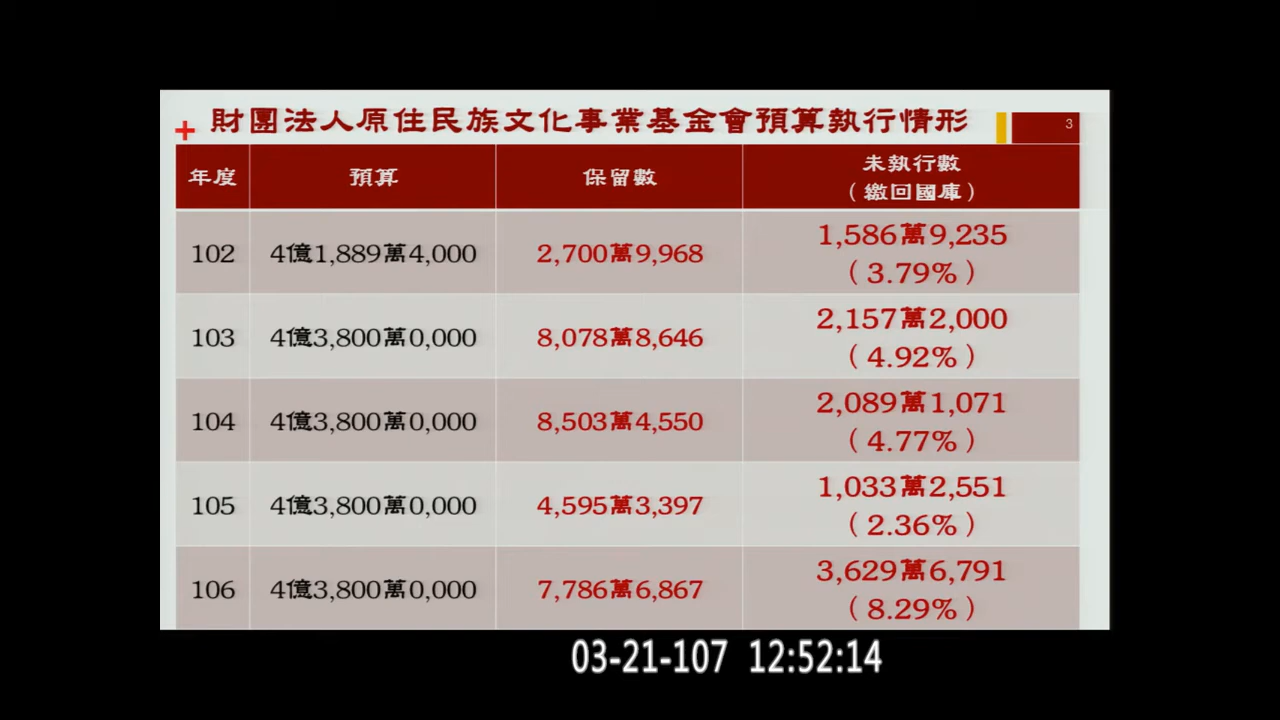 財團法人原住民族文化事業基金會預算執行情形
3
年度 預算 保留數 未執行數
（繳回國庫）
102 4億1,889萬4,000 2,700萬9,968 1,586萬9,235
（3.79%）
103 4億3,800萬0,000 8,078萬8,646 2,157萬2,000
（4.92%）
104 4億3,800萬0,000 8,503萬4,550 2,089萬1,071
（4.77%）
105 4億3,800萬0,000 4,595萬3,397 1,033萬2,551
（2.36%）
106 4億3,800萬0,000 7,786萬6,867 3,629萬6,791
（8.29%）
03-21-107 12:52:14